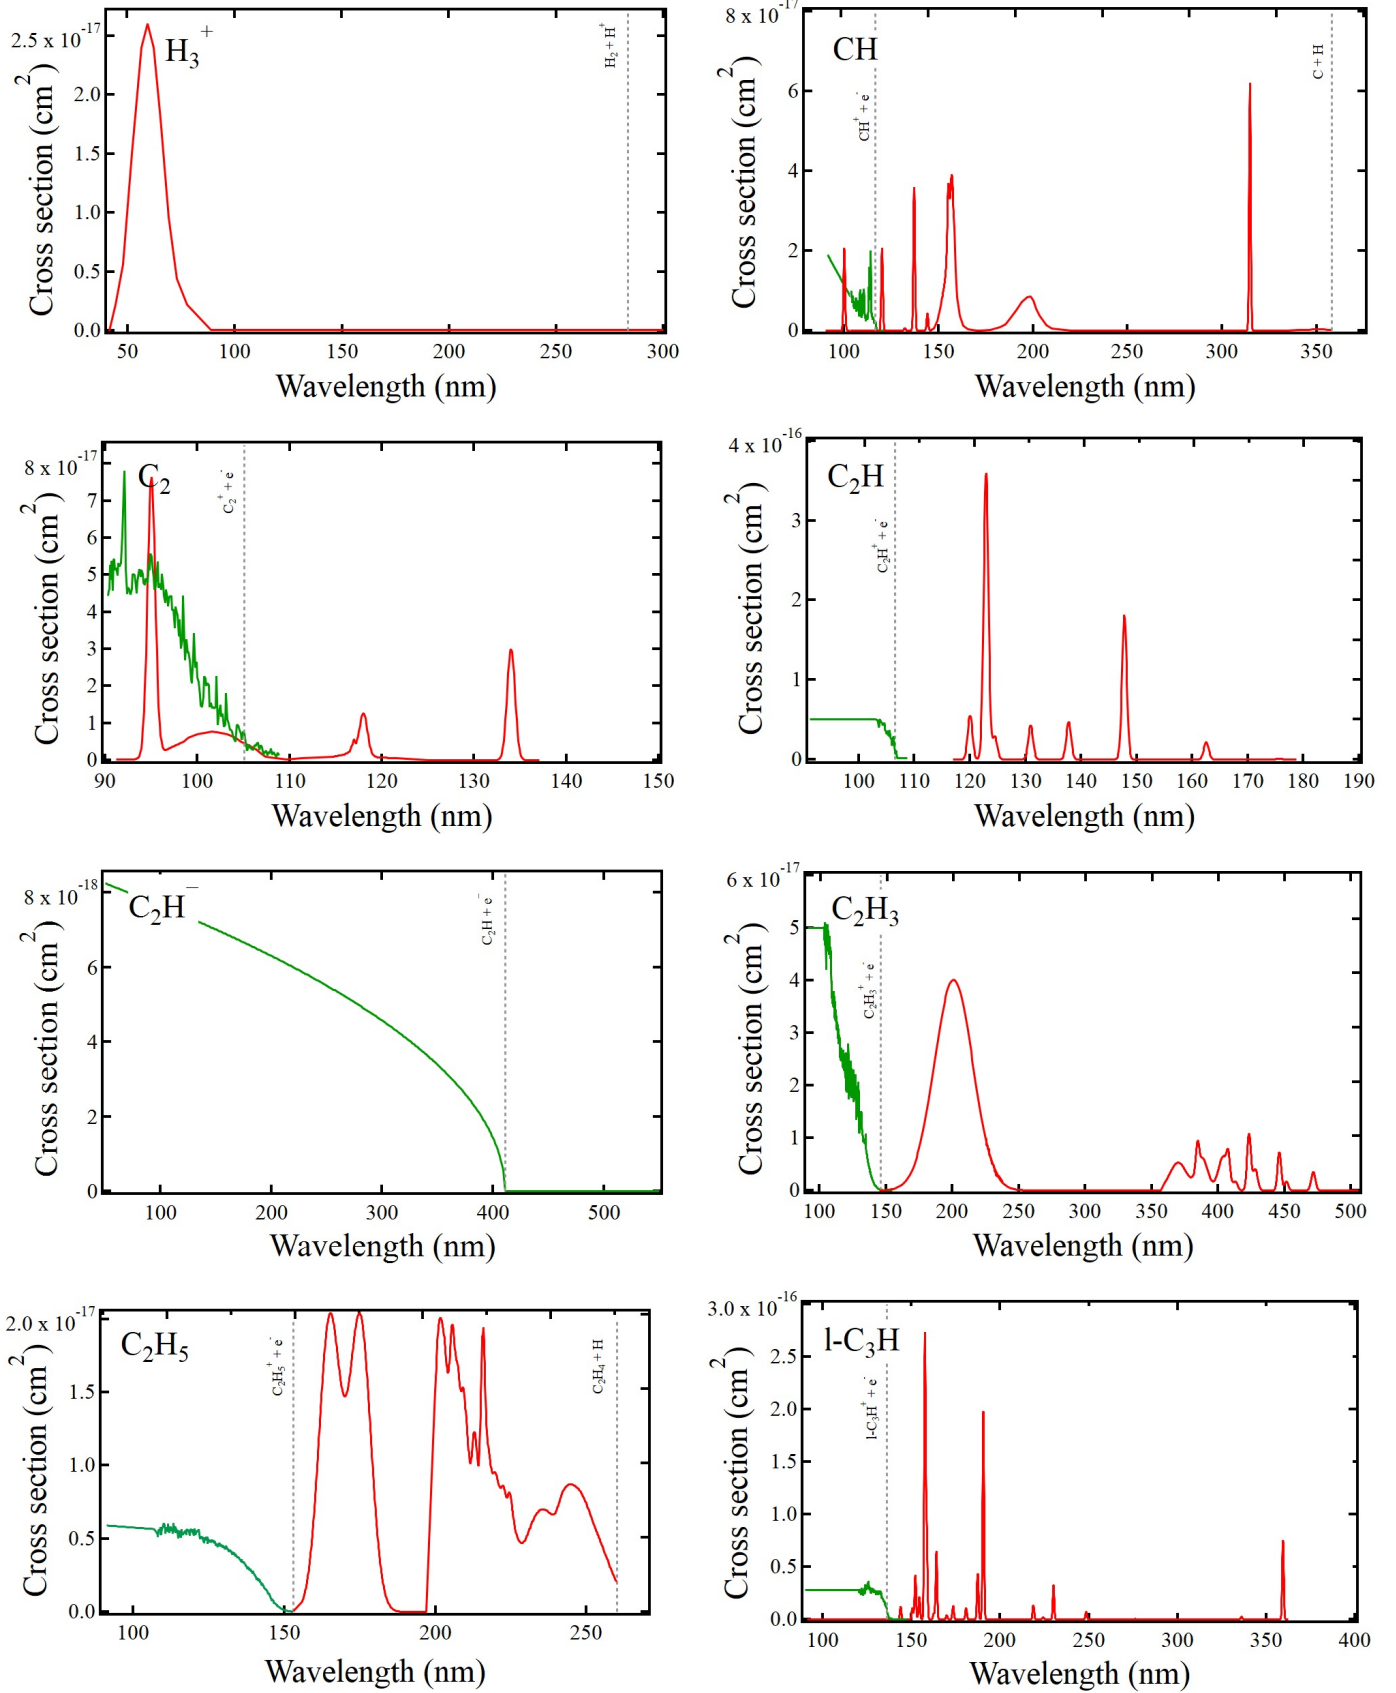 2.5 x 10⁻¹⁷
2.0
1.5
1.0
0.5
0.0
Cross section (cm²)
H₃⁺
H₂ + H⁺
50 100 150 200 250 300
Wavelength (nm)
8 x 10⁻¹⁷
6
4
2
0
Cross section (cm²)
CH
CH⁺ + e⁻
C + H
100 150 200 250 300 350
Wavelength (nm)
8 x 10⁻¹⁷
7
6
5
4
3
2
1
0
Cross section (cm²)
C₂
C₂⁺ + e⁻
90 100 110 120 130 140 150
Wavelength (nm)
4 x 10⁻¹⁶
3
2
1
0
Cross section (cm²)
C₂H
C₂H⁺ + e⁻
100 110 120 130 140 150 160 170 180 190
Wavelength (nm)
8 x 10⁻¹⁸
6
4
2
0
Cross section (cm²)
C₂H⁻
C₂H + e⁻
100 200 300 400 500
Wavelength (nm)
6 x 10⁻¹⁷
5
4
3
2
1
0
Cross section (cm²)
C₂H₃
C₂H₃⁺ + e⁻
100 150 200 250 300 350 400 450 500
Wavelength (nm)
2.0 x 10⁻¹⁷
1.5
1.0
0.5
0.0
Cross section (cm²)
C₂H₅
C₂H₅⁺ + e⁻
C₂H₄ + H
100 150 200 250
Wavelength (nm)
3.0 x 10⁻¹⁶
2.5
2.0
1.5
1.0
0.5
0.0
Cross section (cm²)
l-C₃H
l-C₃H⁺ + e⁻
100 150 200 250 300 350 400
Wavelength (nm)